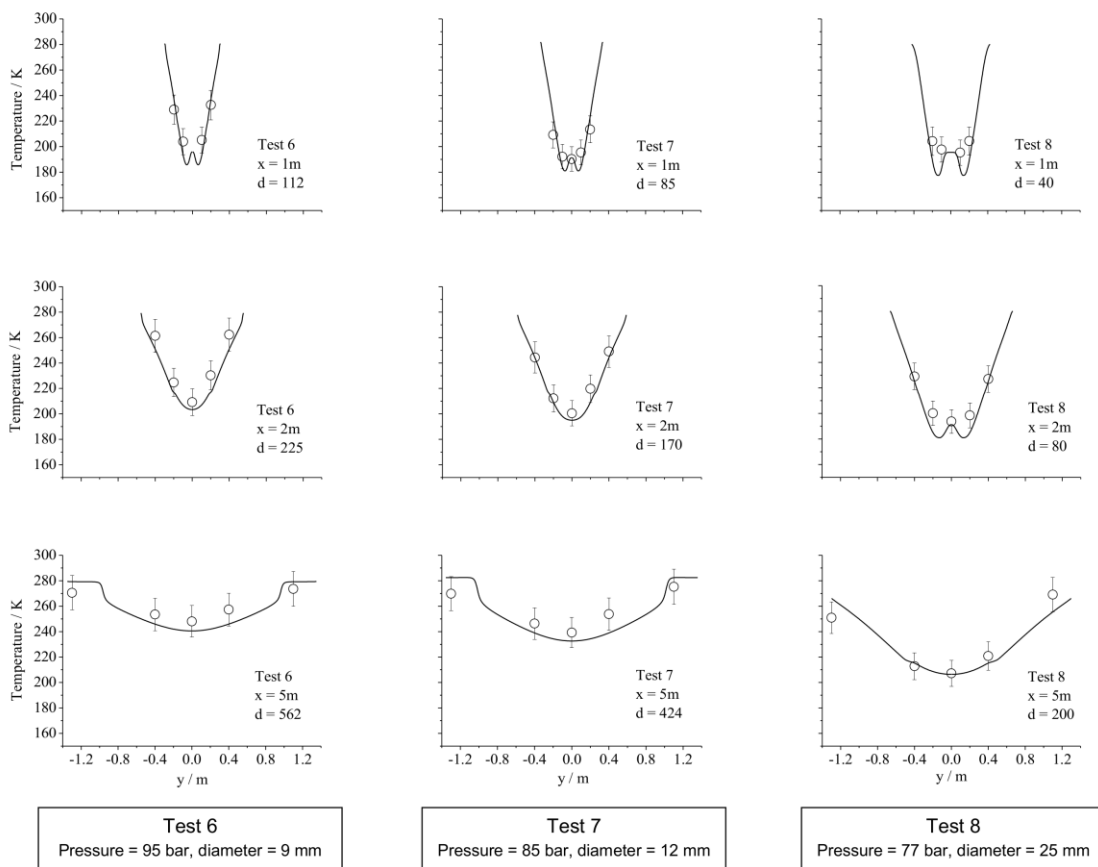 300
280
260
240
220
200
180
160
Temperature / K
Test 6
x = 1m
d = 112
Test 7
x = 1m
d = 85
Test 8
x = 1m
d = 40
300
280
260
240
220
200
180
160
Temperature / K
Test 6
x = 2m
d = 225
Test 7
x = 2m
d = 170
Test 8
x = 2m
d = 80
300
280
260
240
220
200
180
160
Temperature / K
Test 6
x = 5m
d = 562
Test 7
x = 5m
d = 424
Test 8
x = 5m
d = 200
-1.2 -0.8 -0.4 0.0 0.4 0.8 1.2
y / m
-1.2 -0.8 -0.4 0.0 0.4 0.8 1.2
y / m
-1.2 -0.8 -0.4 0.0 0.4 0.8 1.2
y / m
Test 6
Pressure = 95 bar, diameter = 9 mm
Test 7
Pressure = 85 bar, diameter = 12 mm
Test 8
Pressure = 77 bar, diameter = 25 mm